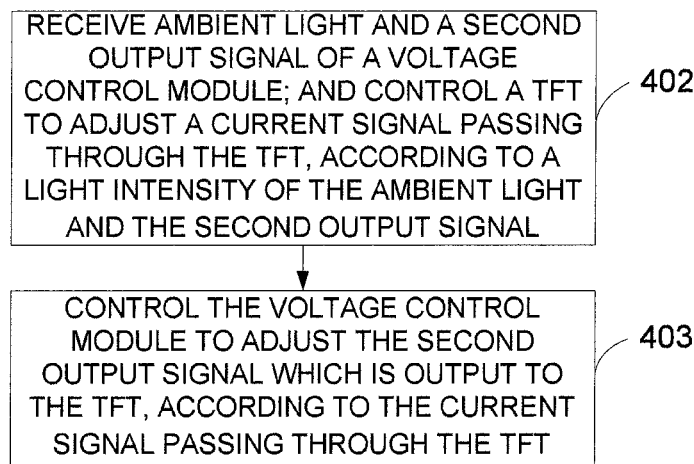 RECEIVE AMBIENT LIGHT AND A SECOND
OUTPUT SIGNAL OF A VOLTAGE
CONTROL MODULE; AND CONTROL A TFT
TO ADJUST A CURRENT SIGNAL PASSING
THROUGH THE TFT, ACCORDING TO A
LIGHT INTENSITY OF THE AMBIENT LIGHT
AND THE SECOND OUTPUT SIGNAL
402
CONTROL THE VOLTAGE CONTROL
MODULE TO ADJUST THE SECOND
OUTPUT SIGNAL WHICH IS OUTPUT TO
THE TFT, ACCORDING TO THE CURRENT
SIGNAL PASSING THROUGH THE TFT
403